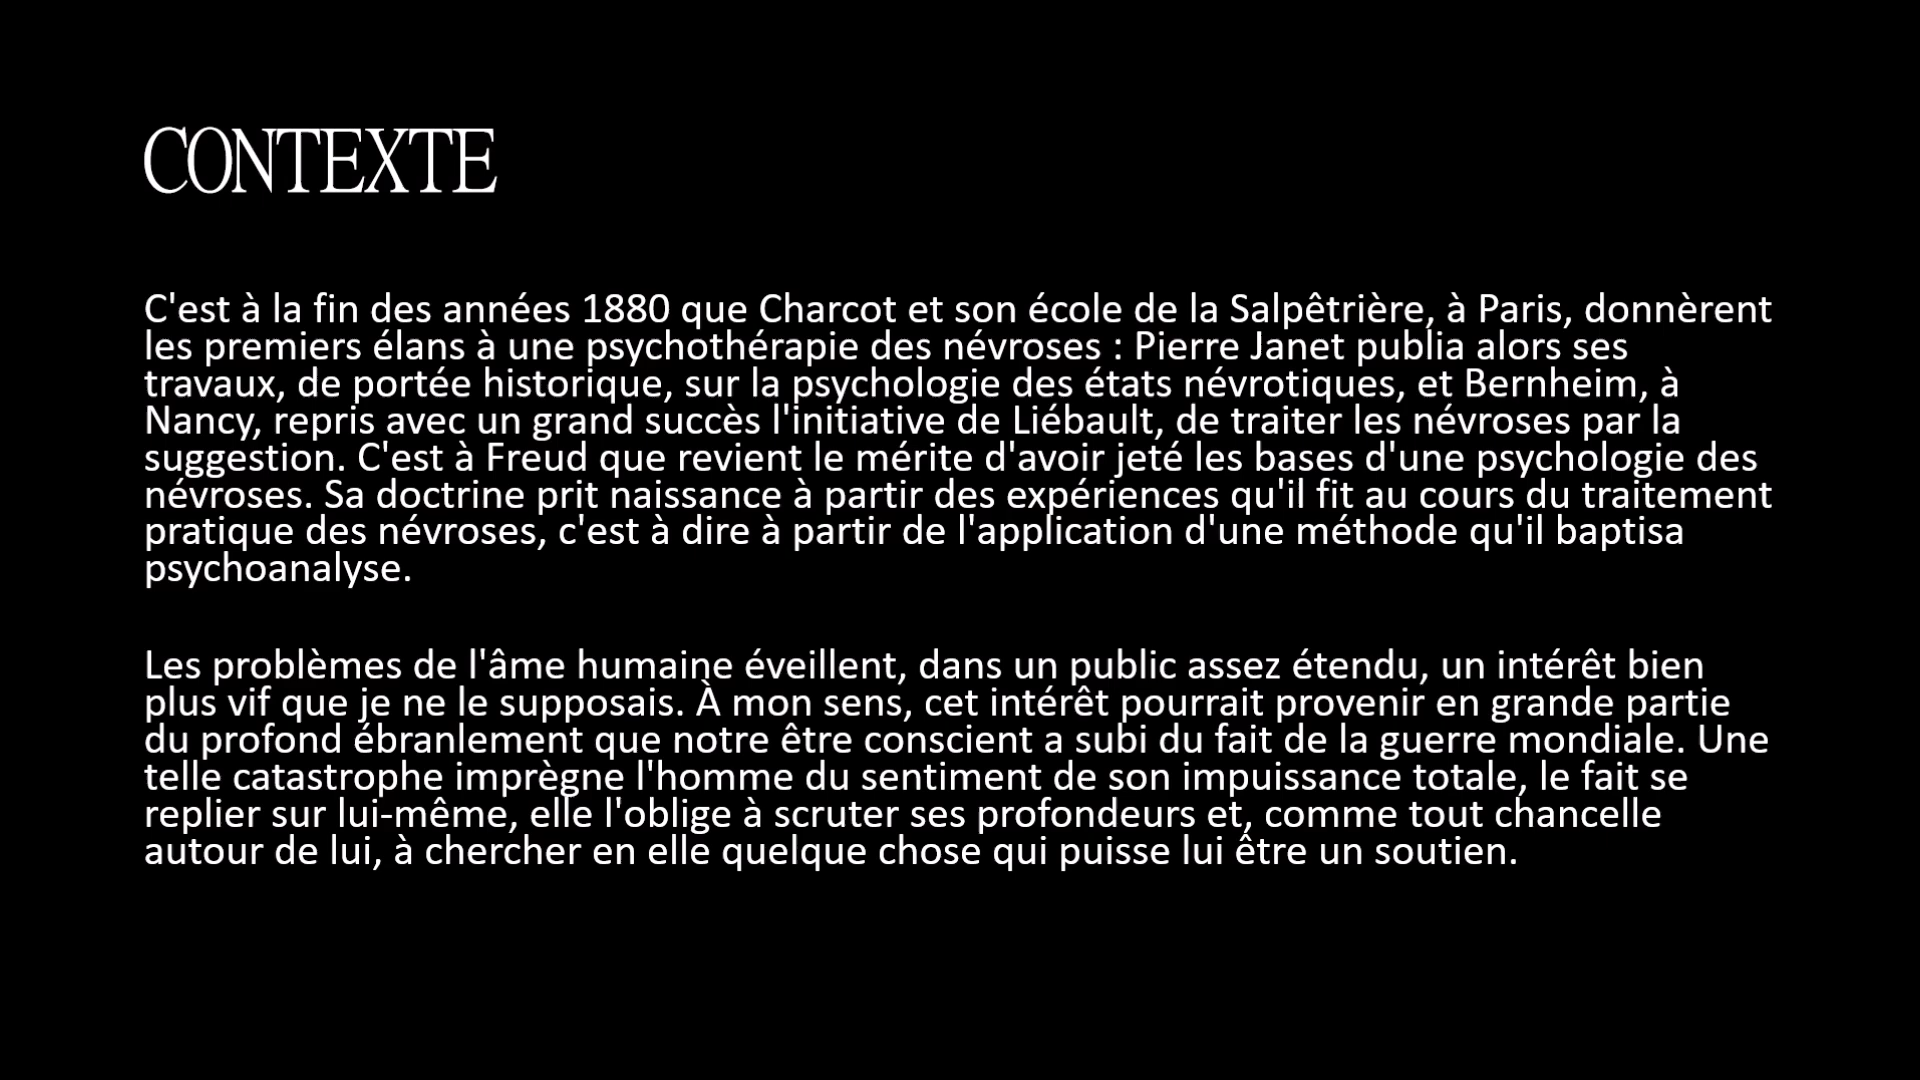 CONTEXTE
C'est à la fin des années 1880 que Charcot et son école de la Salpêtrière, à Paris, donnèrent
les premiers élans à une psychothérapie des névroses : Pierre Janet publia alors ses
travaux, de portée historique, sur la psychologie des états névrotiques, et Bernheim, à
Nancy, repris avec un grand succès l'initiative de Liébault, de traiter les névroses par la
suggestion. C'est à Freud que revient le mérite d'avoir jeté les bases d'une psychologie des
névroses. Sa doctrine prit naissance à partir des expériences qu'il fit au cours du traitement
pratique des névroses, c'est à dire à partir de l'application d'une méthode qu'il baptisa
psychoanalyse.
Les problèmes de l'âme humaine éveillent, dans un public assez étendu, un intérêt bien
plus vif que je ne le supposais. À mon sens, cet intérêt pourrait provenir en grande partie
du profond ébranlement que notre être conscient a subi du fait de la guerre mondiale. Une
telle catastrophe imprègne l'homme du sentiment de son impuissance totale, le fait se
replier sur lui-même, elle l'oblige à scruter ses profondeurs et, comme tout chancelle
autour de lui, à chercher en elle quelque chose qui puisse lui être un soutien.